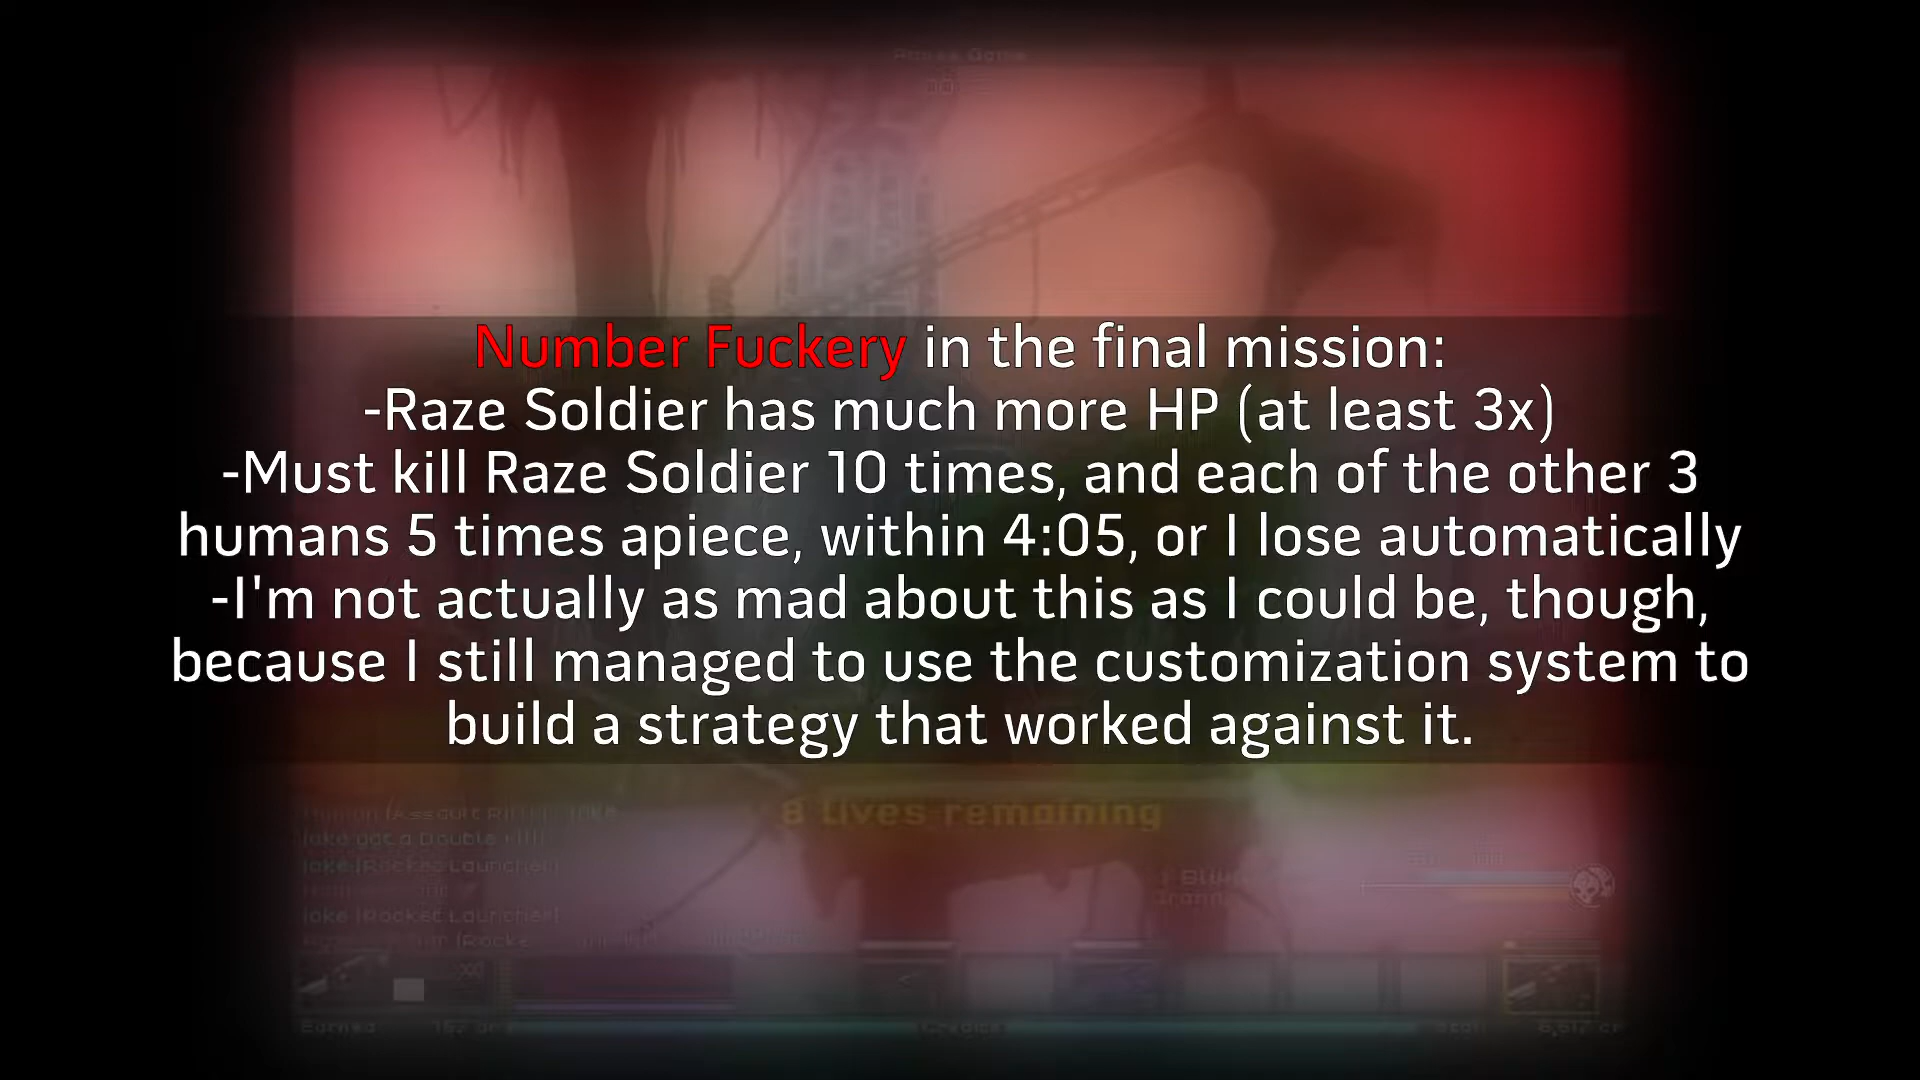 Number Fuckery in the final mission:
-Raze Soldier has much more HP (at least 3x)
-Must kill Raze Soldier 10 times, and each of the other 3
humans 5 times apiece, within 4:05, or I lose automatically
-I'm not actually as mad about this as I could be, though,
because I still managed to use the customization system to
build a strategy that worked against it.
8 Lives remaining